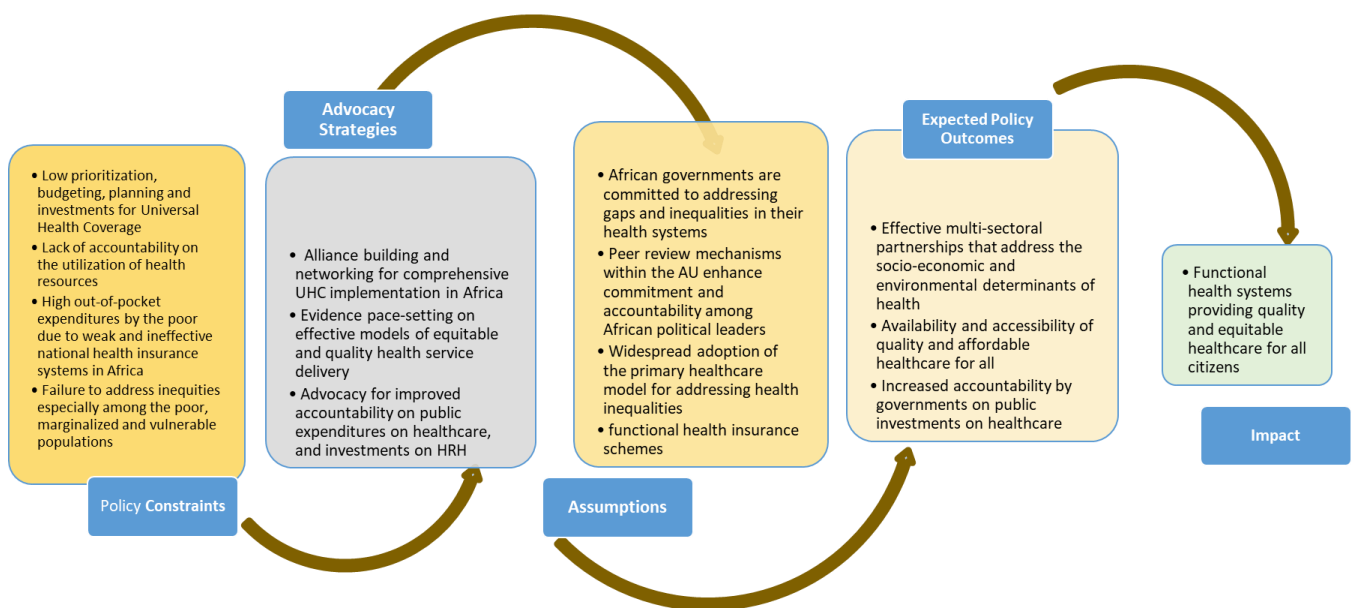 • Low prioritization,
budgeting, planning and
investments for Universal
Health Coverage
• Lack of accountability on
the utilization of health
resources
• High out-of-pocket
expenditures by the poor
due to weak and ineffective
national health insurance
systems in Africa
• Failure to address inequities
especially among the poor,
marginalized and vulnerable
populations
Policy Constraints
Advocacy
Strategies
• Alliance building and
networking for comprehensive
UHC implementation in Africa
• Evidence pace-setting on
effective models of equitable
and quality health service
delivery
• Advocacy for improved
accountability on public
expenditures on healthcare,
and investments on HRH
• African governments are
committed to addressing
gaps and inequalities in their
health systems
• Peer review mechanisms
within the AU enhance
commitment and
accountability among
African political leaders
• Widespread adoption of
the primary healthcare
model for addressing health
inequalities
• functional health insurance
schemes
Assumptions
Expected Policy
Outcomes
• Effective multi-sectoral
partnerships that address the
socio-economic and
environmental determinants of
health
• Availability and accessibility of
quality and affordable
healthcare for all
• Increased accountability by
governments on public
investments on healthcare
• Functional
health systems
providing quality
and equitable
healthcare for all
citizens
Impact